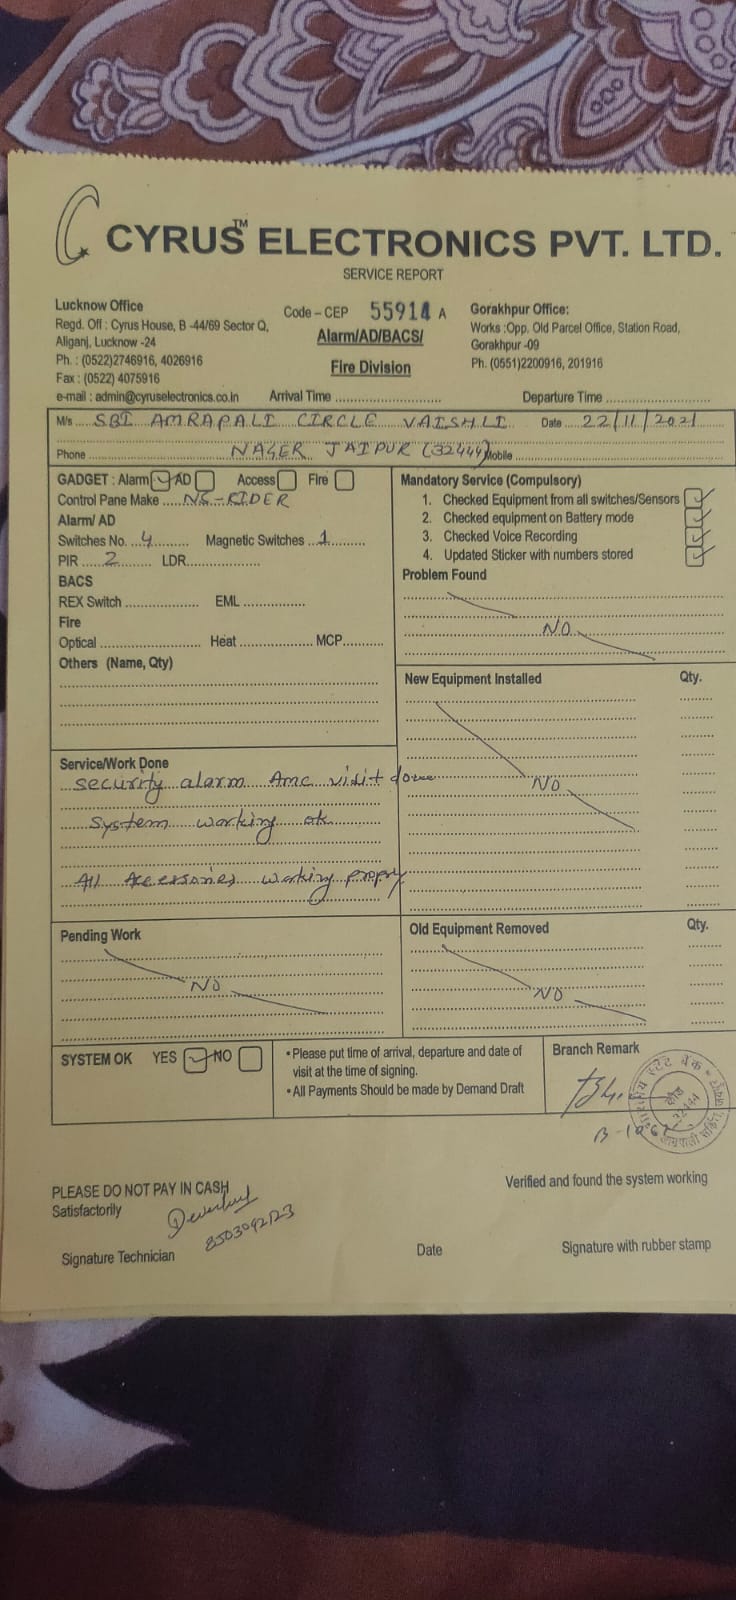 CYRUS™ ELECTRONICS PVT. LTD.
SERVICE REPORT
Lucknow Office
Regd. Off : Cyrus House, B -44/69 Sector Q,
Aliganj, Lucknow -24
Ph. : (0522)2746916, 4026916
Fax : (0522) 4075916
e-mail : admin@cyruselectronics.co.in
Code – CEP 55914 A
Alarm/AD/BACS/
Fire Division
Gorakhpur Office:
Works :Opp. Old Parcel Office, Station Road,
Gorakhpur -09
Ph. (0551)2200916, 201916
Arrival Time Departure Time
M/s SBI AMRAPALI CIRCLE VAISHLI Date 22/11/2021
Phone NAGER JAIPUR (32444) Mobile
GADGET : Alarm AD Access Fire
Control Pane Make NG-RIDER
Alarm/ AD
Switches No. 4 Magnetic Switches 1
PIR 2 LDR
BACS
REX Switch EML
Fire
Optical Heat MCP
Others (Name, Qty)
Mandatory Service (Compulsory)
1. Checked Equipment from all switches/Sensors
2. Checked equipment on Battery mode
3. Checked Voice Recording
4. Updated Sticker with numbers stored
Problem Found
NO
New Equipment Installed Qty.
NO
Service/Work Done
security alarm Amc visit done
System working ok
All Accessories working propry
Pending Work
NO
Old Equipment Removed Qty.
NO
SYSTEM OK YES NO
• Please put time of arrival, departure and date of
visit at the time of signing.
• All Payments Should be made by Demand Draft
Branch Remark
भारतीय स्टेट बैंक
कोड
आम्रपाली सर्किल
PLEASE DO NOT PAY IN CASH
Satisfactorily
8503092123
Signature Technician
Verified and found the system working
Date
Signature with rubber stamp